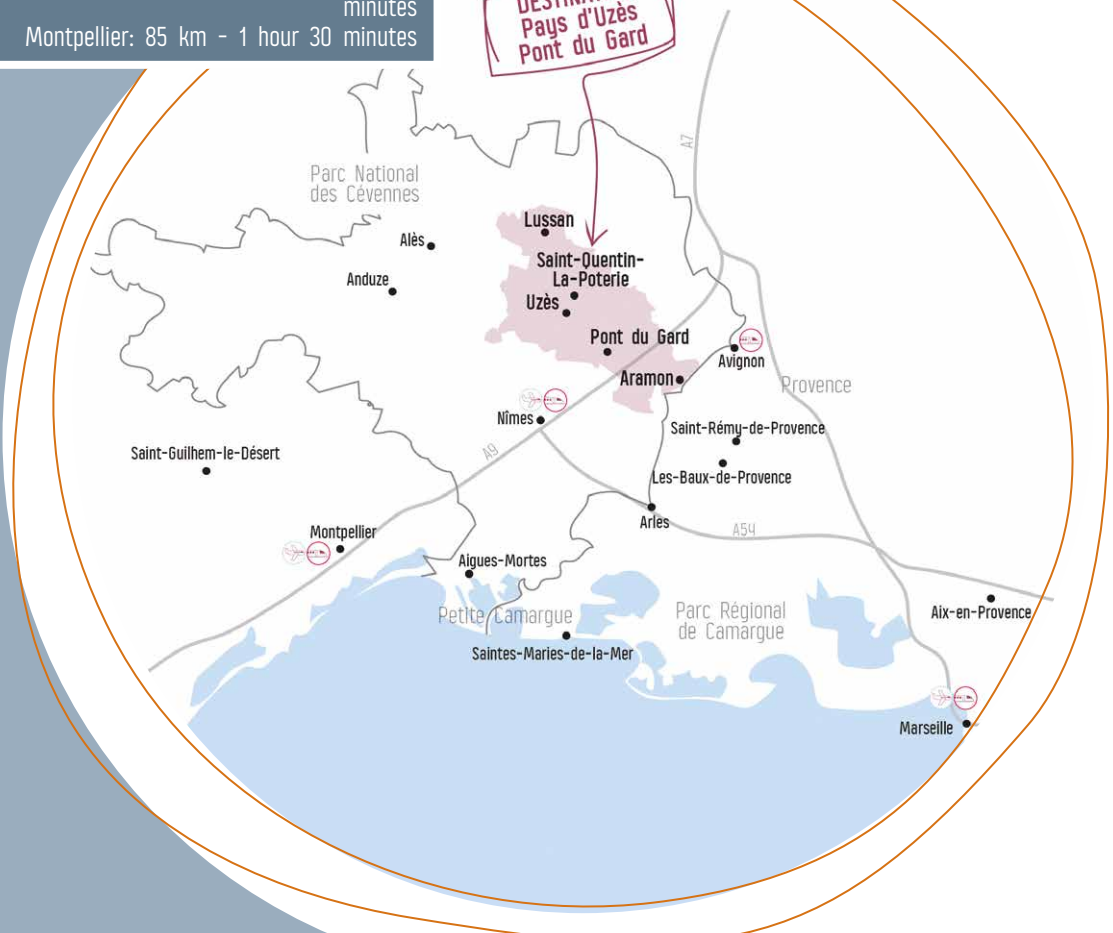 minutes
Montpellier: 85 km - 1 hour 30 minutes
Pays d'Uzès
Pont du Gard
A7
Parc National
des Cévennes
Lussan
Alès
Saint-Quentin-
La-Poterie
Anduze
Uzès
Pont du Gard
Avignon
Aramon
Provence
Nîmes
Saint-Rémy-de-Provence
A9
Saint-Guilhem-le-Désert
Les-Baux-de-Provence
Arles
A54
Montpellier
Aigues-Mortes
Petite Camargue
Parc Régional
de Camargue
Aix-en-Provence
Saintes-Maries-de-la-Mer
Marseille